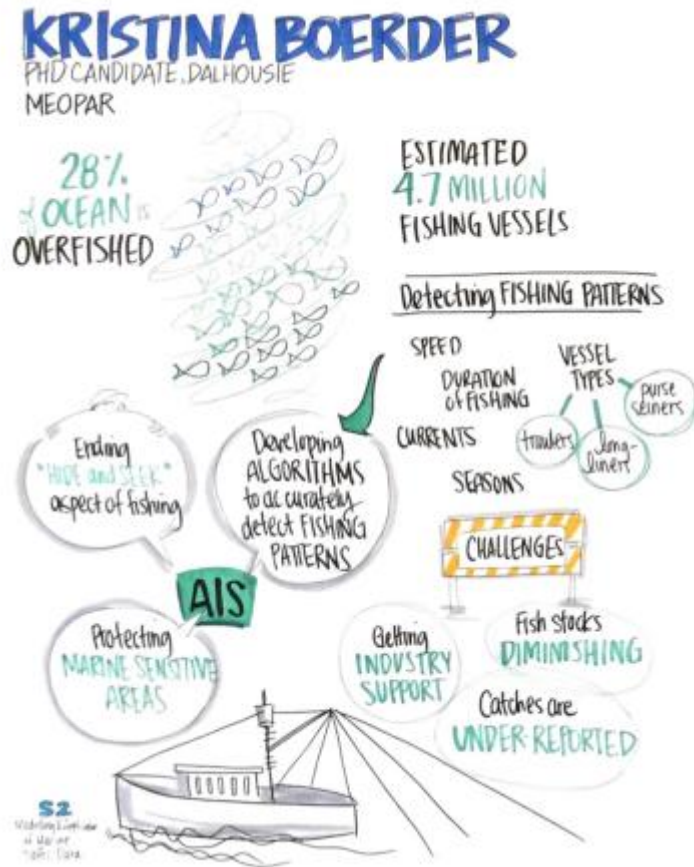 KRISTINA BOERDER
PHD CANDIDATE, DALHOUSIE
MEOPAR
28%
of OCEAN is
OVERFISHED
ESTIMATED
4.7 MILLION
FISHING VESSELS
Detecting FISHING PATTERNS
SPEED
DURATION
of FISHING
CURRENTS
SEASONS
VESSEL
TYPES
trawlers
long-
liners
purse
seiners
Ending
"HIDE and SEEK"
aspect of fishing
Developing
ALGORITHMS
to accurately
detect FISHING
PATTERNS
AIS
Protecting
MARINE SENSITIVE
AREAS
CHALLENGES
Getting
INDUSTRY
SUPPORT
Fish stocks
DIMINISHING
Catches are
UNDER-REPORTED
S2
of Marine